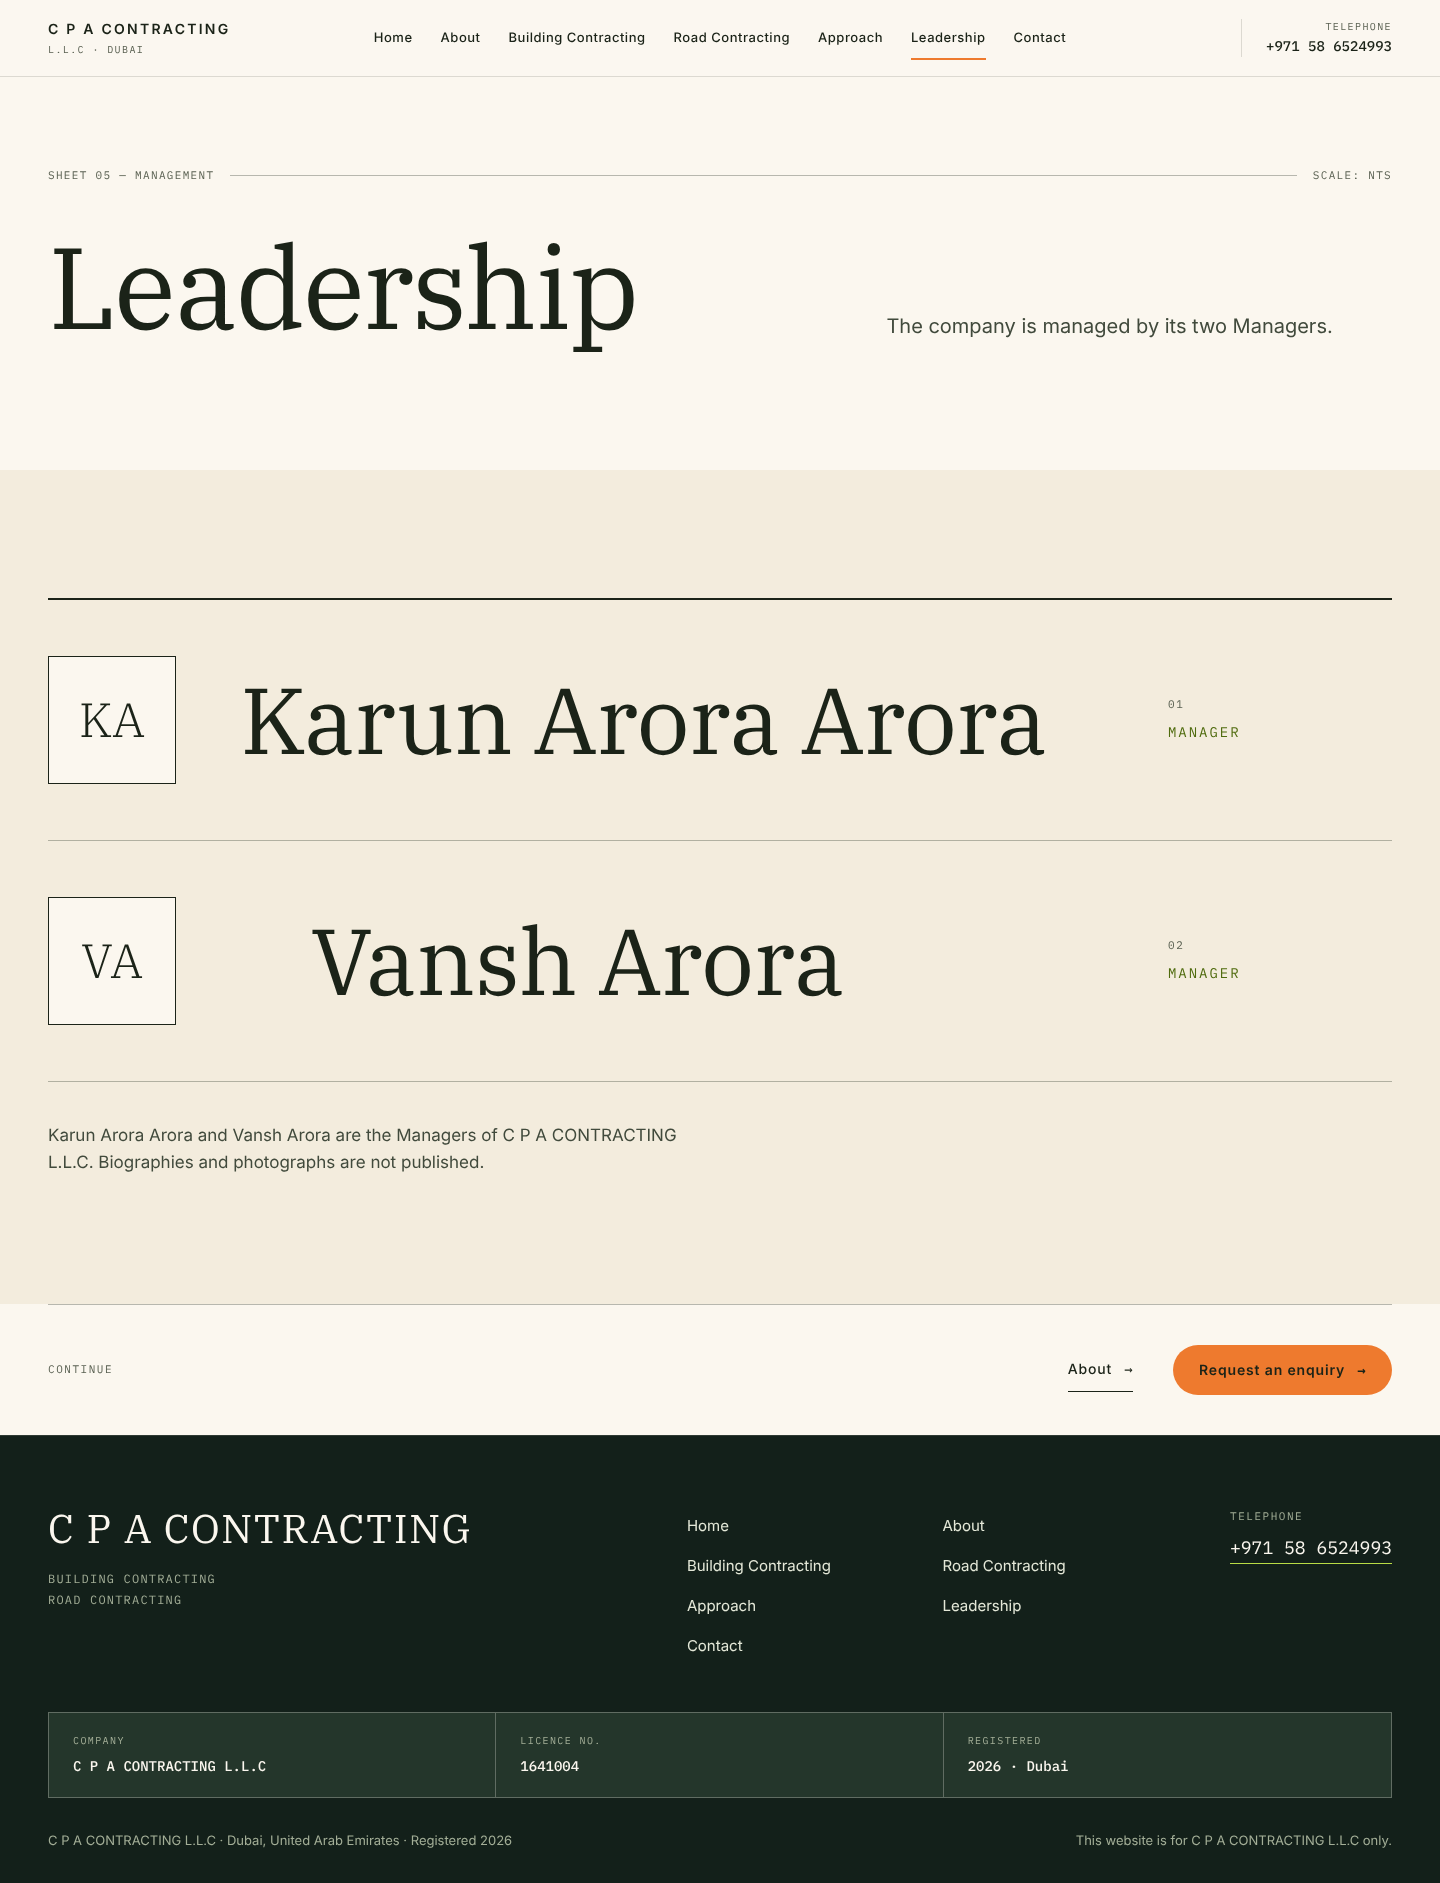 C P A CONTRACTING
L.L.C · DUBAI
Home
About
Building Contracting
Road Contracting
Approach
Leadership
Contact
TELEPHONE
+971 58 6524993
SHEET 05 — MANAGEMENT
SCALE: NTS
Leadership
The company is managed by its two Managers.
KA
Karun Arora Arora
01
MANAGER
VA
Vansh Arora
02
MANAGER
Karun Arora Arora and Vansh Arora are the Managers of C P A CONTRACTING
L.L.C. Biographies and photographs are not published.
CONTINUE
About →
Request an enquiry →
C P A CONTRACTING
BUILDING CONTRACTING
ROAD CONTRACTING
Home
About
Building Contracting
Road Contracting
Approach
Leadership
Contact
TELEPHONE
+971 58 6524993
COMPANY
C P A CONTRACTING L.L.C
LICENCE NO.
1641004
REGISTERED
2026 · Dubai
C P A CONTRACTING L.L.C · Dubai, United Arab Emirates · Registered 2026
This website is for C P A CONTRACTING L.L.C only.